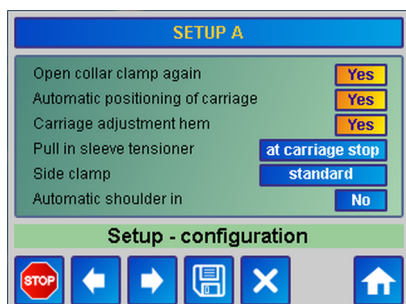 SETUP A
Open collar clamp again Yes
Automatic positioning of carriage Yes
Carriage adjustment hem Yes
Pull in sleeve tensioner at carriage stop
Side clamp standard
Automatic shoulder in No
Setup - configuration
STOP